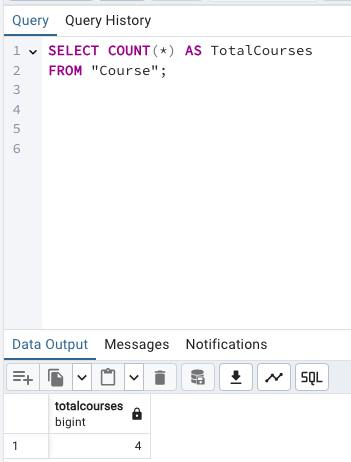 Query Query History
1 SELECT COUNT(*) AS TotalCourses
2 FROM "Course";
3
4
5
6
Data Output Messages Notifications
SQL
totalcourses
bigint
1 4